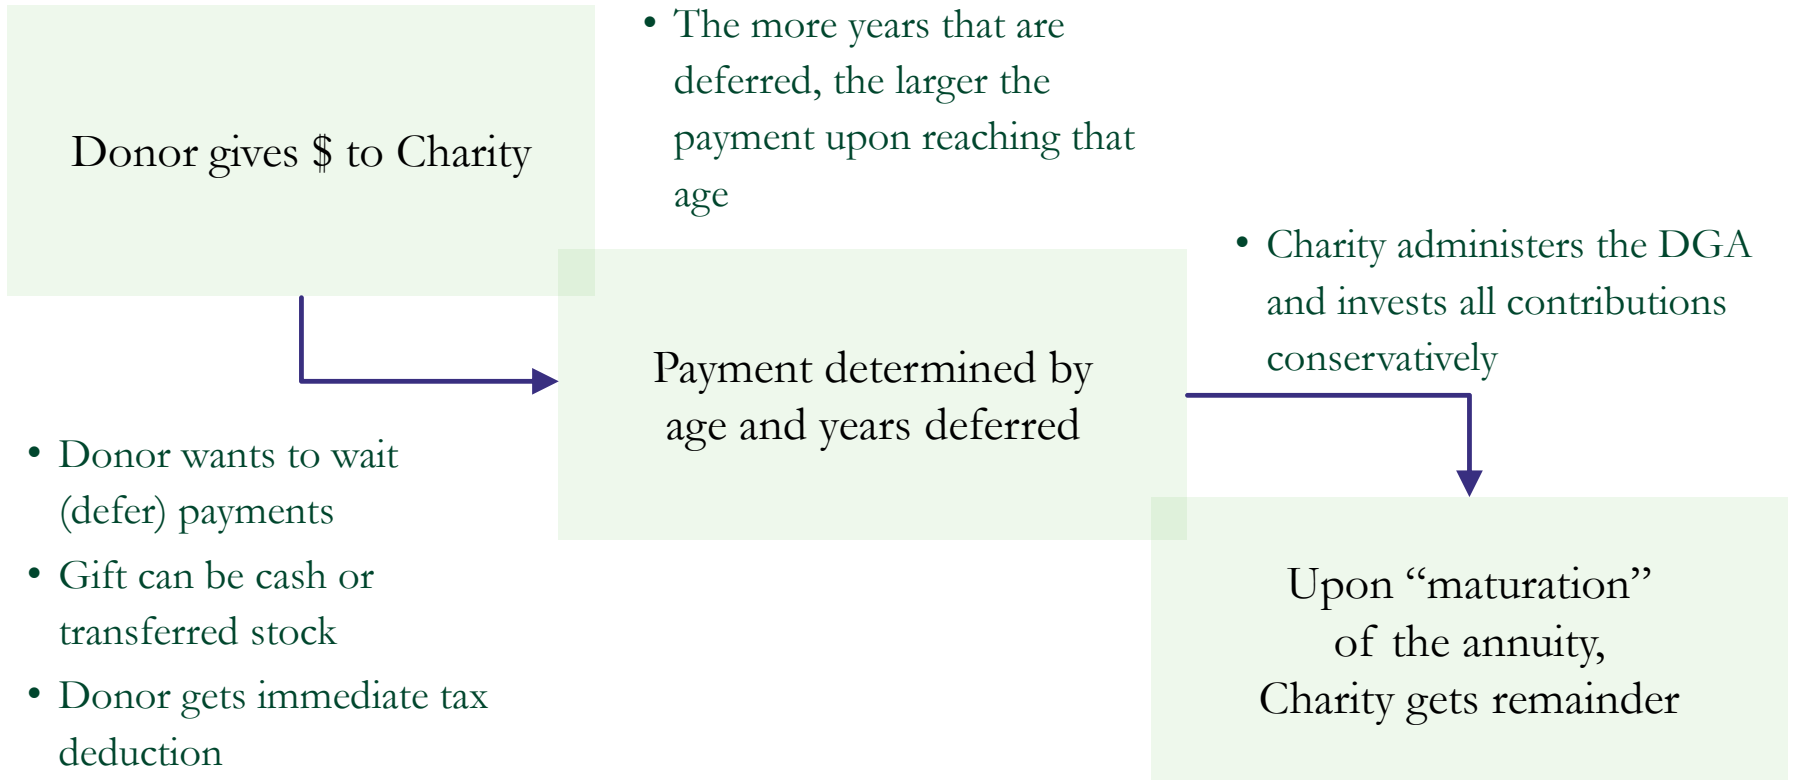 Donor gives $ to Charity
• The more years that are
deferred, the larger the
payment upon reaching that
age
• Donor wants to wait
(defer) payments
• Gift can be cash or
transferred stock
• Donor gets immediate tax
deduction
Payment determined by
age and years deferred
• Charity administers the DGA
and invests all contributions
conservatively
Upon “maturation”
of the annuity,
Charity gets remainder